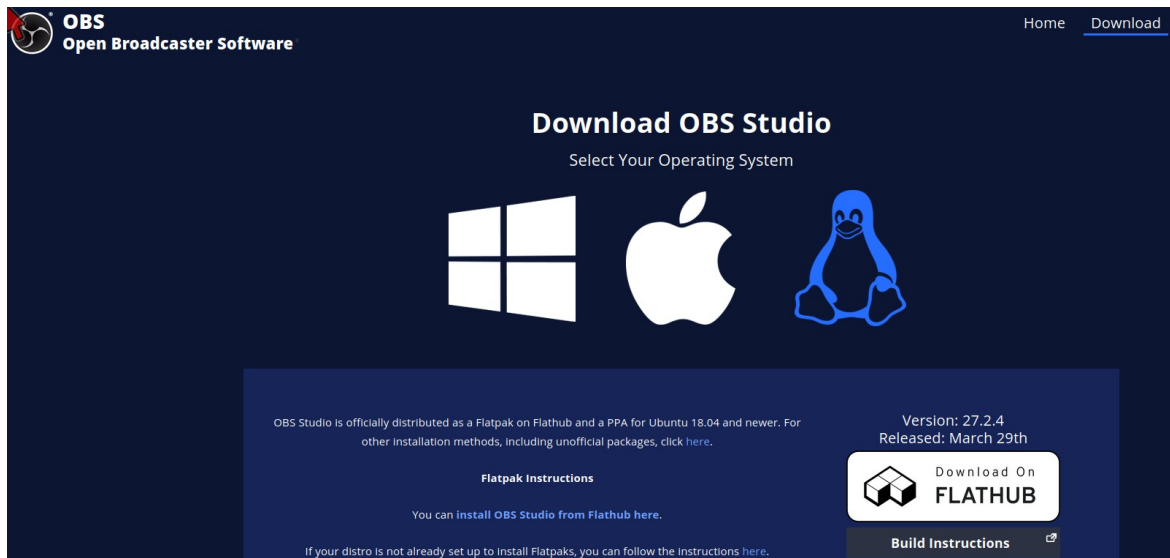 OBS
Open Broadcaster Software
Home
Download
Download OBS Studio
Select Your Operating System
OBS Studio is officially distributed as a Flatpak on Flathub and a PPA for Ubuntu 18.04 and newer. For
other installation methods, including unofficial packages, click here.
Flatpak Instructions
You can install OBS Studio from Flathub here.
If your distro is not already set up to install Flatpaks, you can follow the instructions here.
Version: 27.2.4
Released: March 29th
Download On
FLATHUB
Build Instructions